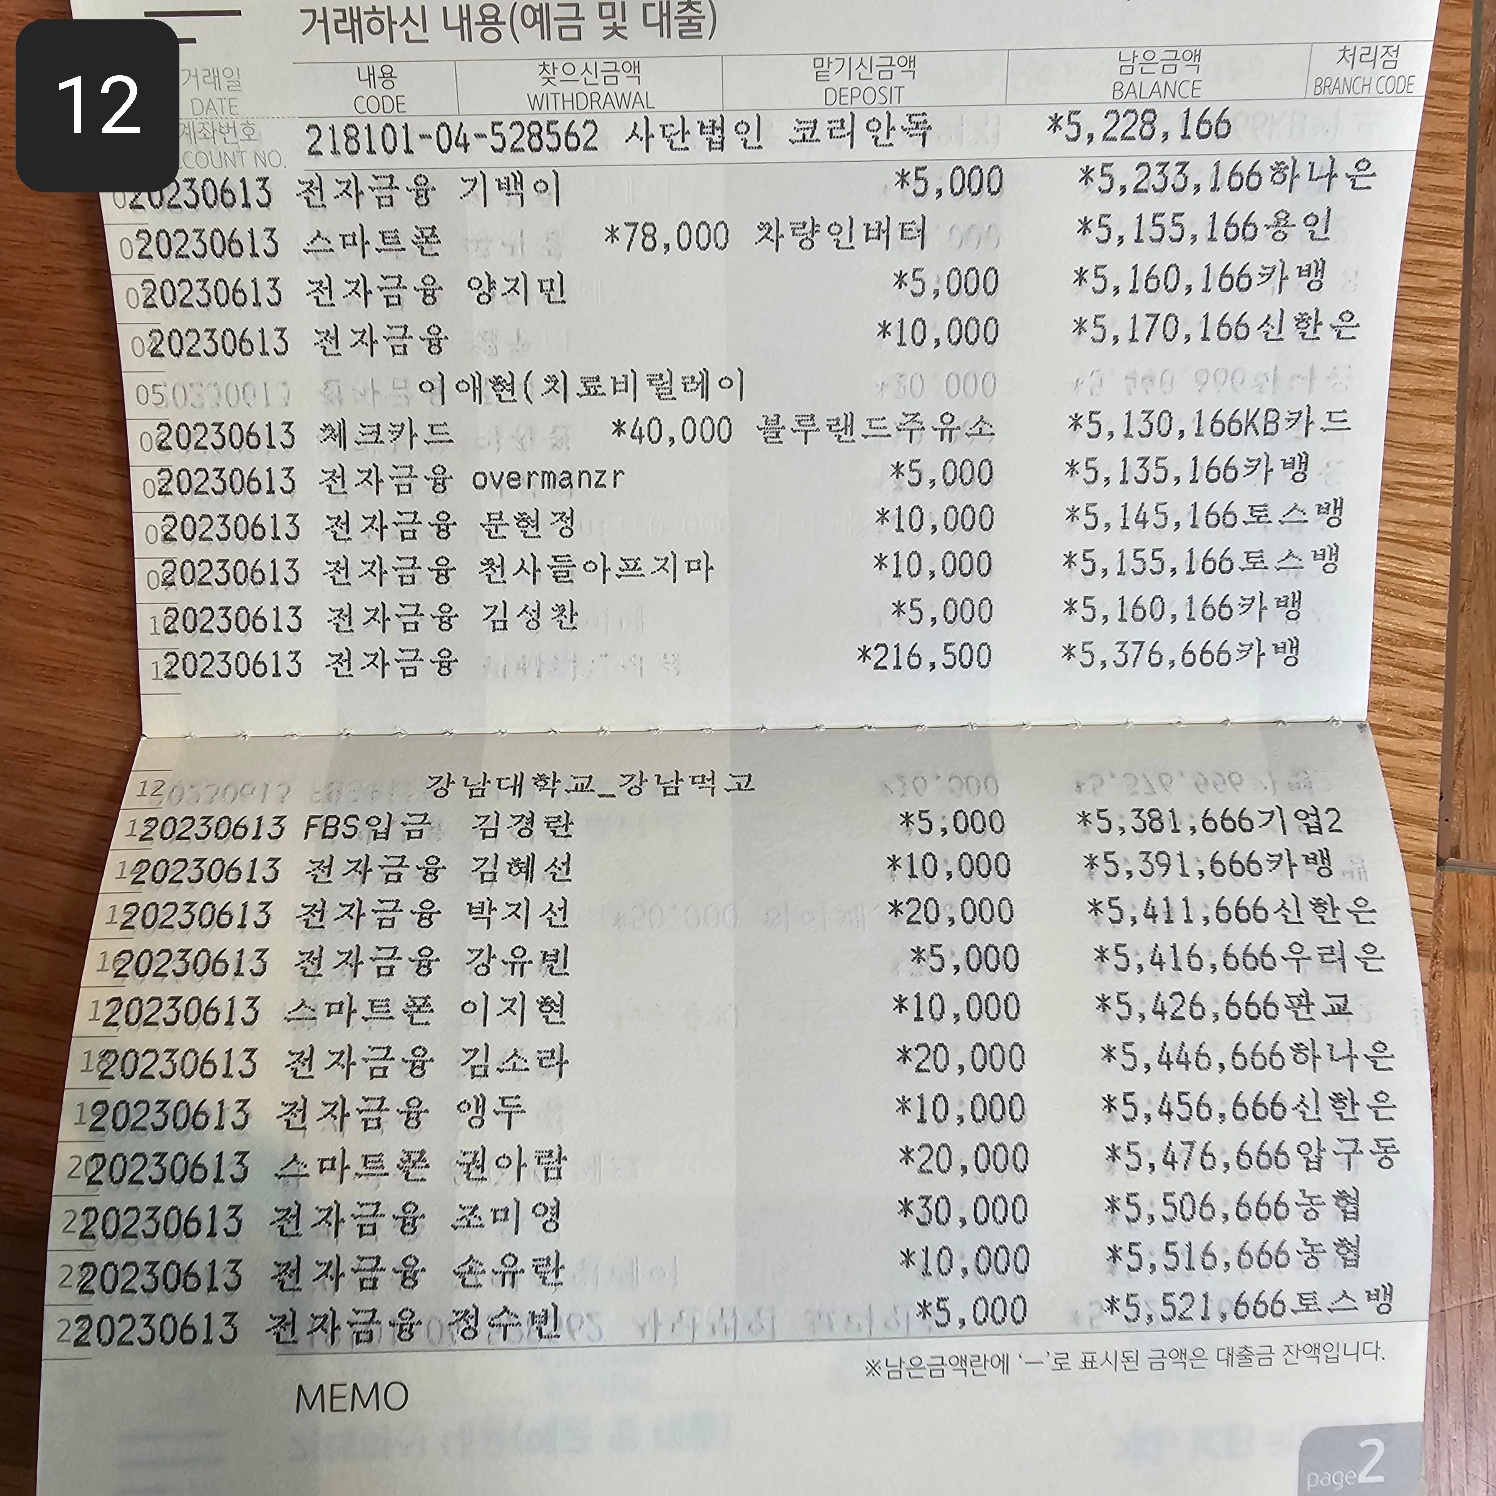 12
거래하신 내용(예금 및 대출)
거래일 내용 찾으신금액 맡기신금액 남은금액 처리점
DATE CODE WITHDRAWAL DEPOSIT BALANCE BRANCH CODE
계좌번호 218101-04-528562 사단법인 코리안독 *5,228,166
COUNT NO.
20230613 전자금융 기백이 *5,000 *5,233,166하나은
20230613 스마트폰 *78,000 차량인버터 *5,155,166용인
20230613 전자금융 양지민 *5,000 *5,160,166카뱅
20230613 전자금융 *10,000 *5,170,166신한은
05 이애현(치료비릴레이
20230613 체크카드 *40,000 블루랜드주유소 *5,130,166KB카드
20230613 전자금융 overmanzr *5,000 *5,135,166카뱅
20230613 전자금융 문현정 *10,000 *5,145,166토스뱅
20230613 전자금융 천사들아프지마 *10,000 *5,155,166토스뱅
20230613 전자금융 김성찬 *5,000 *5,160,166카뱅
20230613 전자금융 *216,500 *5,376,666카뱅
12 강남대학교_강남먹고
20230613 FBS입금 김경란 *5,000 *5,381,666기업2
20230613 전자금융 김혜선 *10,000 *5,391,666카뱅
20230613 전자금융 박지선 *20,000 *5,411,666신한은
20230613 전자금융 강유빈 *5,000 *5,416,666우리은
20230613 스마트폰 이지현 *10,000 *5,426,666판교
20230613 전자금융 김소라 *20,000 *5,446,666하나은
20230613 전자금융 앵두 *10,000 *5,456,666신한은
20230613 스마트폰 권아람 *20,000 *5,476,666압구동
20230613 전자금융 조미영 *30,000 *5,506,666농협
20230613 전자금융 손유란 *10,000 *5,516,666농협
20230613 전자금융 정수빈 *5,000 *5,521,666토스뱅
※남은금액란에 '－'로 표시된 금액은 대출금 잔액입니다.
MEMO
page2